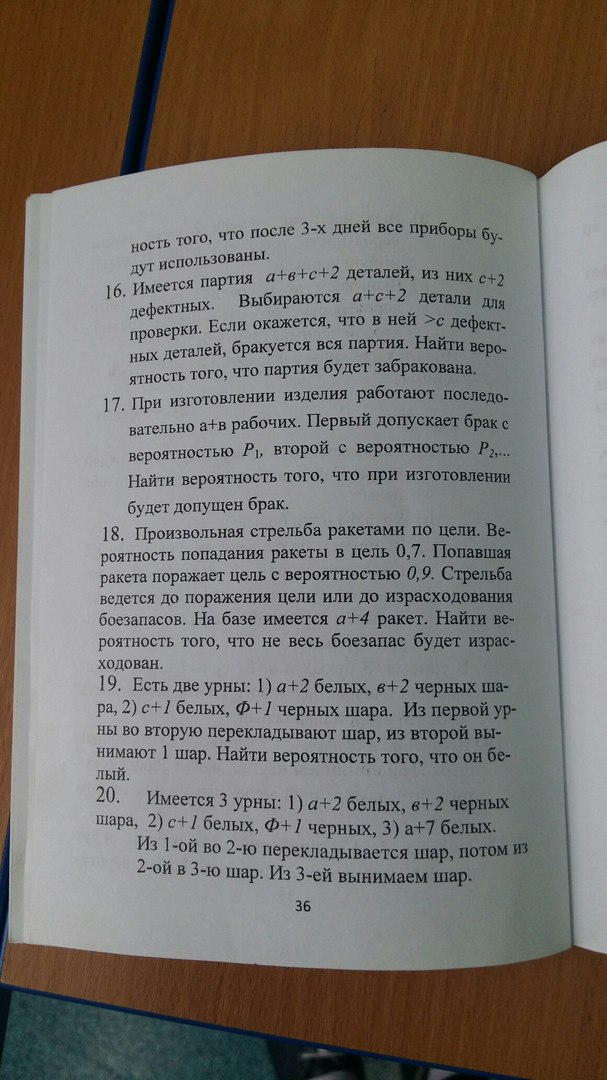 ность того, что после 3-х дней все приборы бу-
дут использованы.
16. Имеется партия а+в+с+2 деталей, из них с+2
дефектных. Выбираются а+с+2 детали для
проверки. Если окажется, что в ней >с дефект-
ных деталей, бракуется вся партия. Найти веро-
ятность того, что партия будет забракована.
17. При изготовлении изделия работают последо-
вательно а+в рабочих. Первый допускает брак с
вероятностью P₁, второй с вероятностью P₂,...
Найти вероятность того, что при изготовлении
будет допущен брак.
18. Произвольная стрельба ракетами по цели. Ве-
роятность попадания ракеты в цель 0,7. Попавшая
ракета поражает цель с вероятностью 0,9. Стрельба
ведется до поражения цели или до израсходования
боезапасов. На базе имеется а+4 ракет. Найти ве-
роятность того, что не весь боезапас будет израс-
ходован.
19. Есть две урны: 1) а+2 белых, в+2 черных ша-
ра, 2) с+1 белых, Ф+1 черных шара. Из первой ур-
ны во вторую перекладывают шар, из второй вы-
нимают 1 шар. Найти вероятность того, что он бе-
лый.
20. Имеется 3 урны: 1) а+2 белых, в+2 черных
шара, 2) с+1 белых, Ф+1 черных, 3) а+7 белых.
Из 1-ой во 2-ю перекладывается шар, потом из
2-ой в 3-ю шар. Из 3-ей вынимаем шар.
36